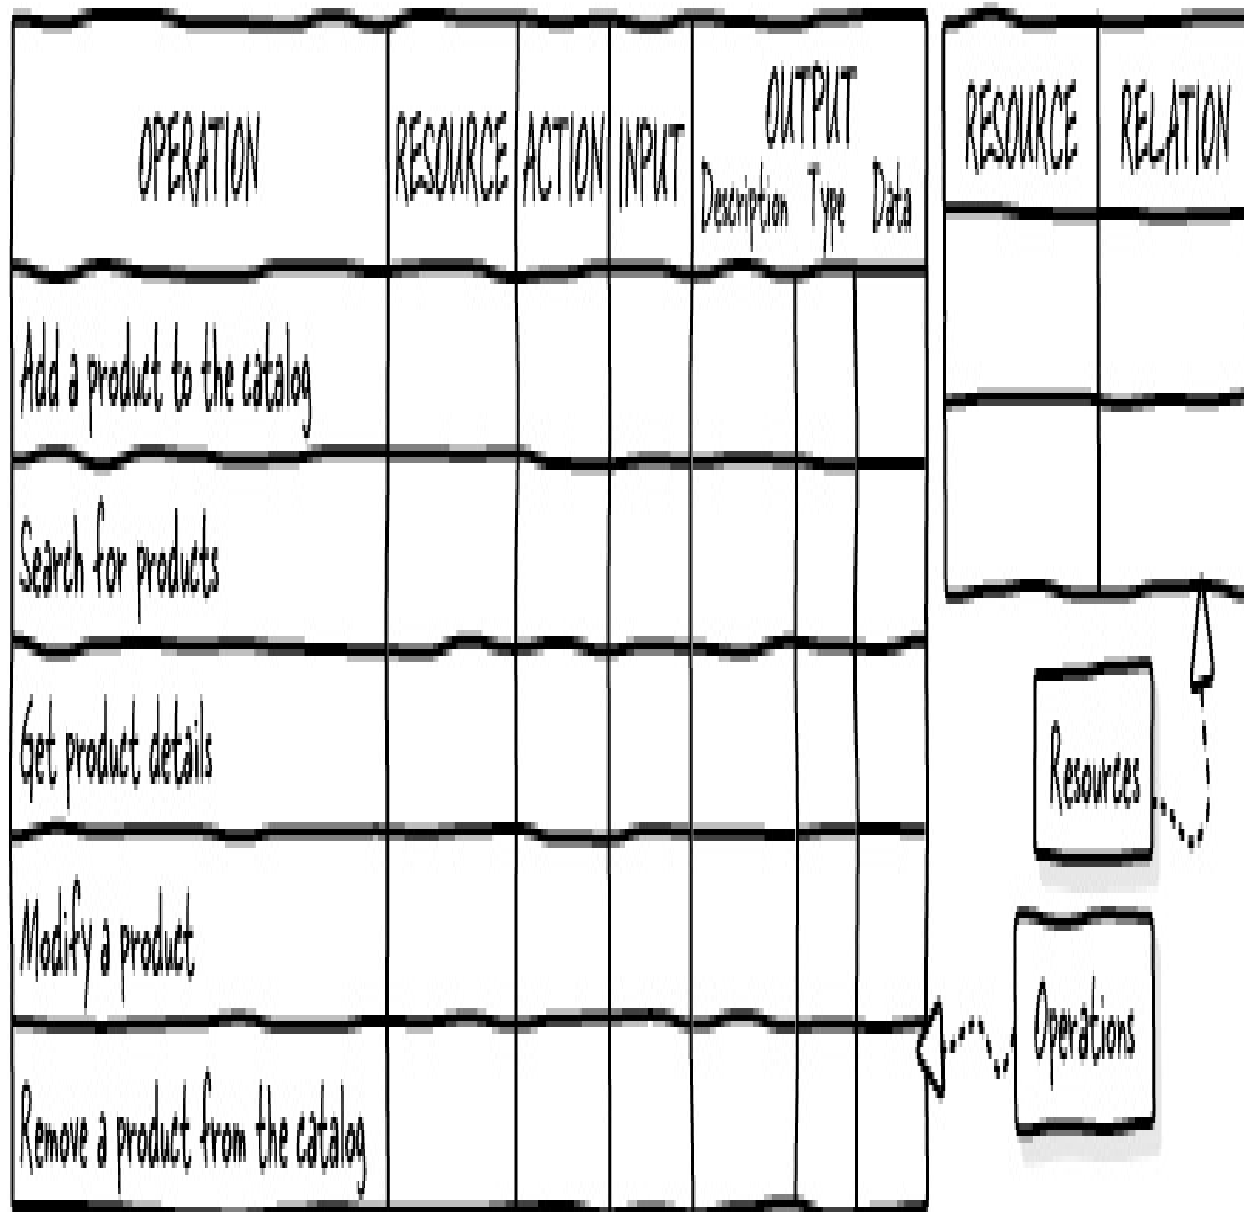 OPERATION RESOURCE ACTION INPUT OUTPUT
Description Type Data
Add a product to the catalog
Search for products
Get product details
Modify a product
Remove a product from the catalog
RESOURCE RELATION
Resources
Operations